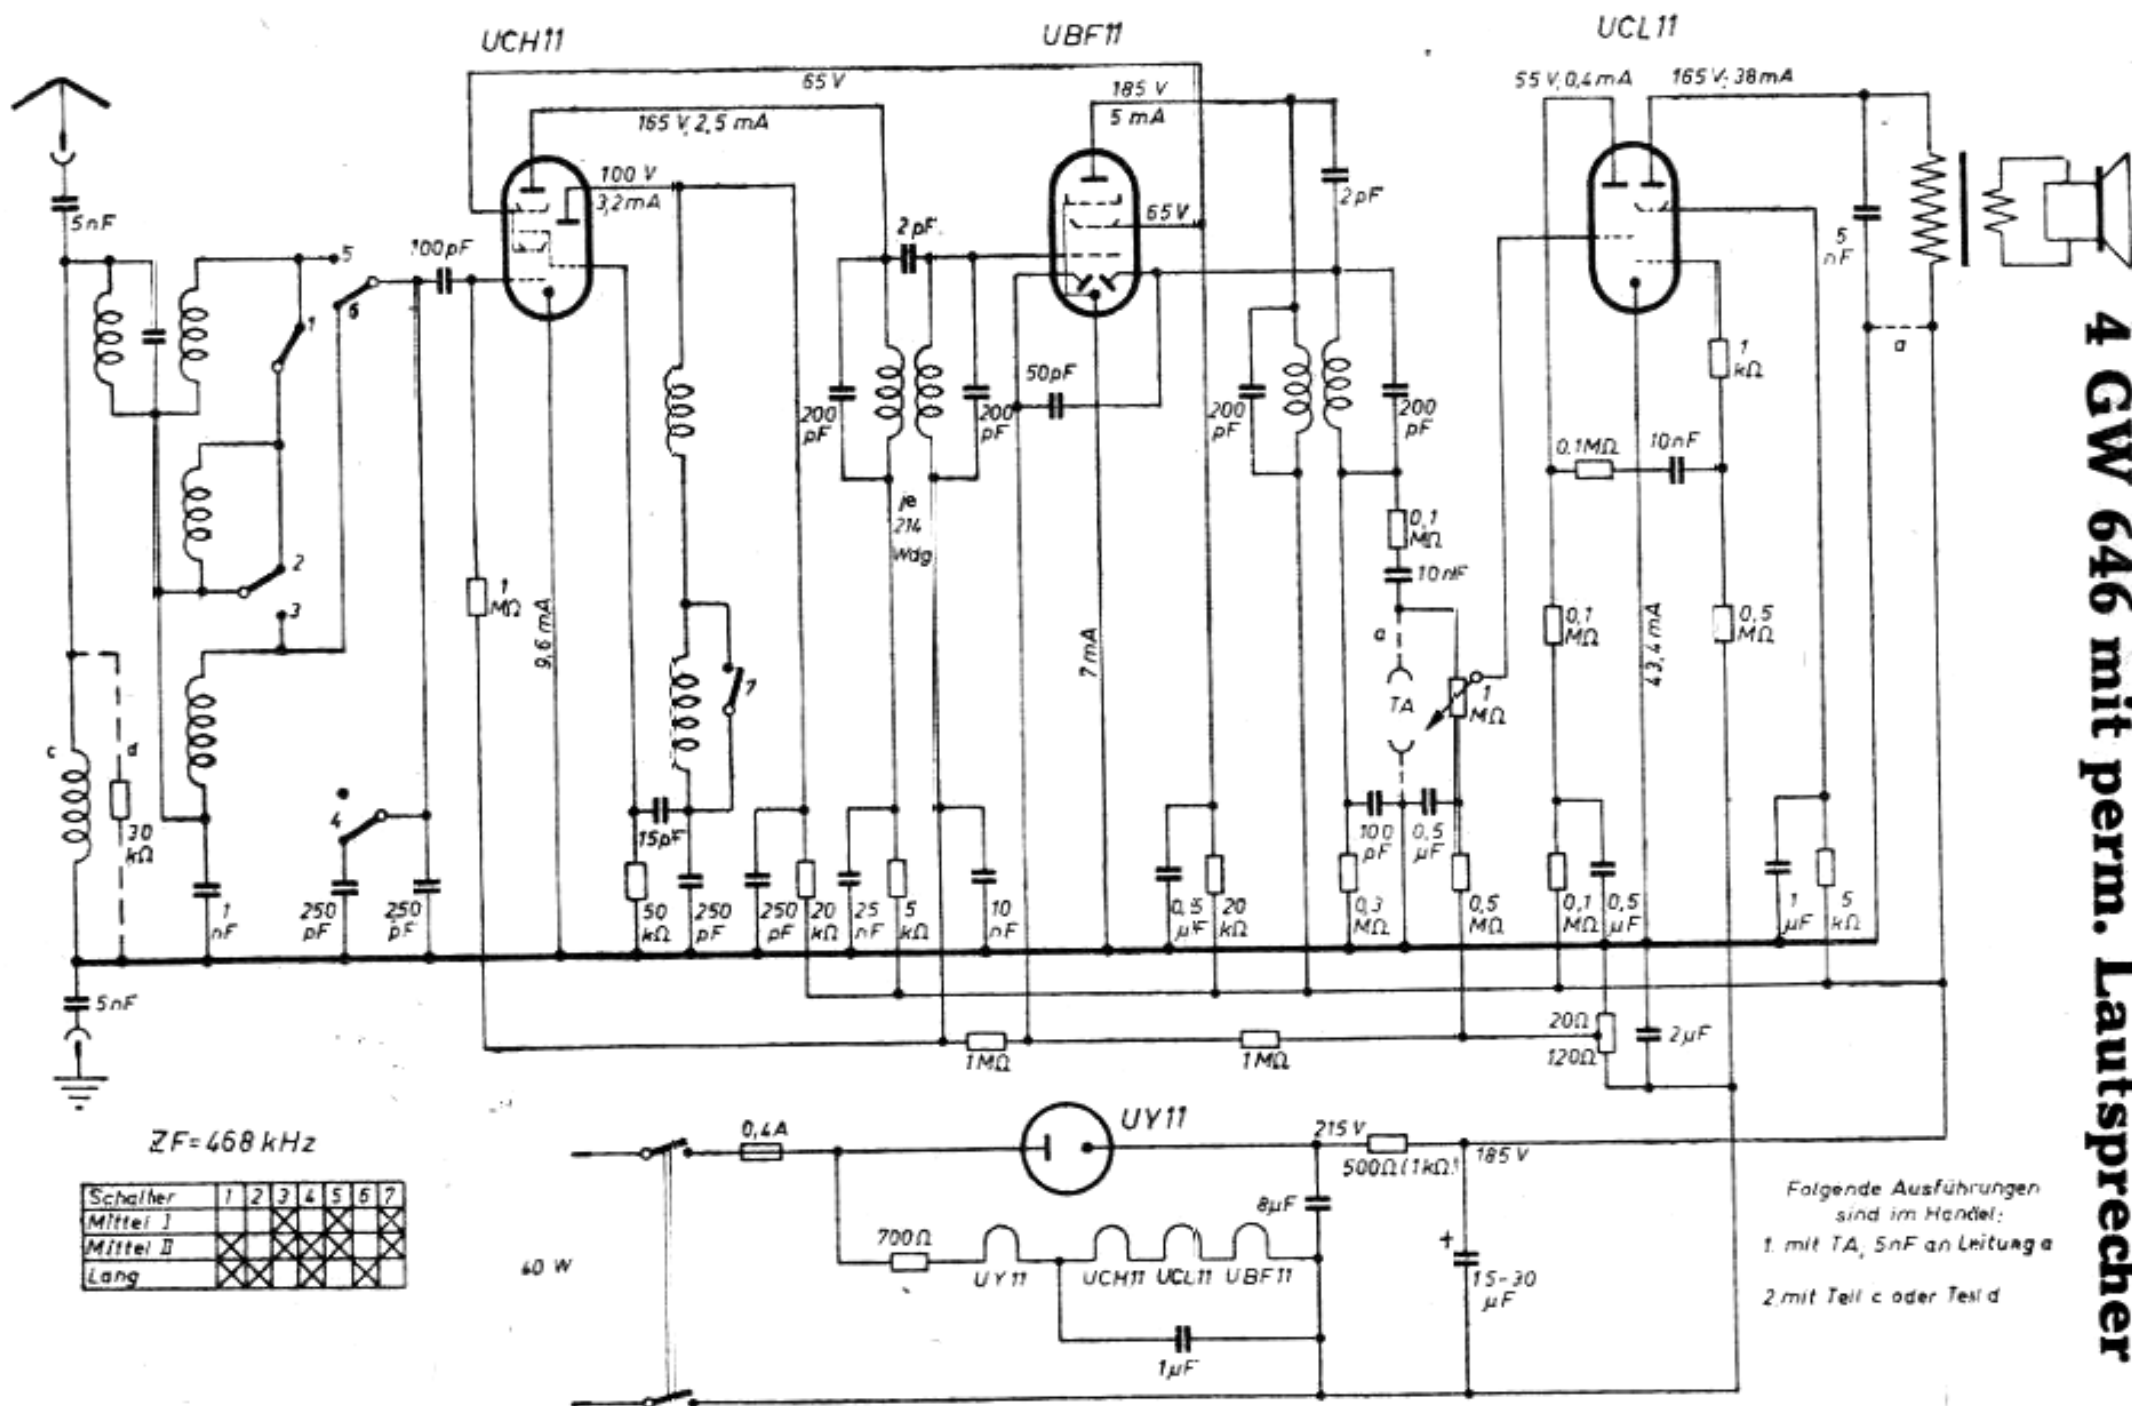 UCH11
UBF11
UCL11
65 V
165 V, 2,5 mA
100 V
3,2 mA
185 V
5 mA
65 V
55 V, 0,4 mA
165 V; 38 mA
5 nF
100 pF
2 pF
2 pF
5
nF
5
6
1
2
3
4
7
a
1
kΩ
50 pF
200
pF
200
pF
200
pF
200
pF
je
214
Wdg
0,1 MΩ
10 nF
0,1
MΩ
10 nF
1
MΩ
9,6 mA
7 mA
a
TA
1
MΩ
0,1
MΩ
43,4 mA
0,5
MΩ
c
d
30
kΩ
15 pF
1
nF
250
pF
250
pF
50
kΩ
250
pF
250
pF
20
kΩ
25
nF
5
kΩ
10
nF
0,5
µF
20
kΩ
100
pF
0,5
µF
0,3
MΩ
0,5
MΩ
0,1
MΩ
0,5
µF
1
µF
5
kΩ
5 nF
1 MΩ
1 MΩ
20 Ω
120 Ω
2 µF
ZF = 468 kHz
Schalter 1 2 3 4 5 6 7
Mittel I
Mittel II
Lang
40 W
0,4 A
UY11
215 V
500 Ω (1 kΩ)
185 V
8 µF
700 Ω
UY11
UCH11
UCL11
UBF11
1 µF
+
15-30
µF
Folgende Ausführungen
sind im Handel:
1. mit TA, 5nF an Leitung a
2. mit Teil c oder Teil d
4 GW 646 mit perm. Lautsprecher